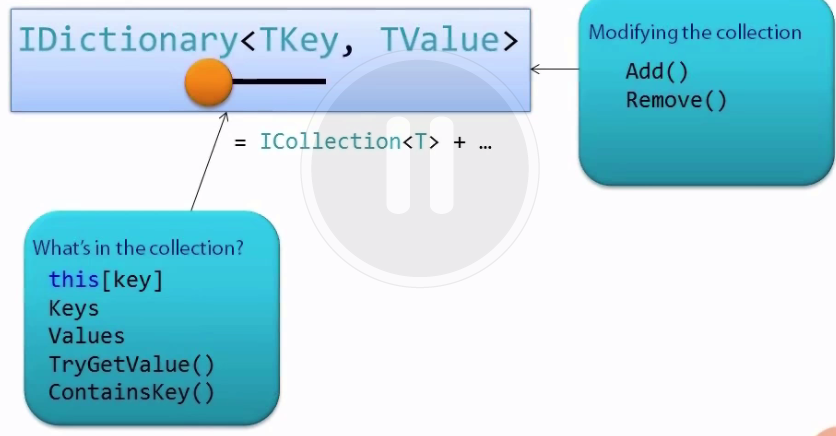 IDictionary<TKey, TValue>
= ICollection<T> + …
Modifying the collection
Add()
Remove()
What's in the collection?
this[key]
Keys
Values
TryGetValue()
ContainsKey()